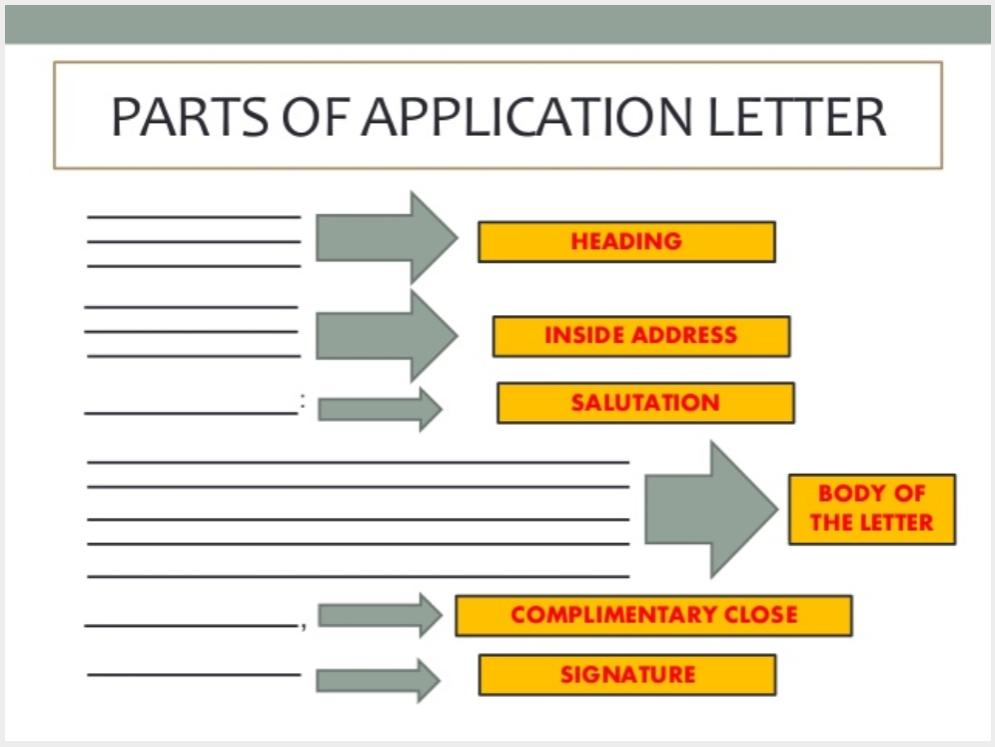 PARTS OF APPLICATION LETTER
HEADING
INSIDE ADDRESS
:
SALUTATION
BODY OF
THE LETTER
,
COMPLIMENTARY CLOSE
SIGNATURE